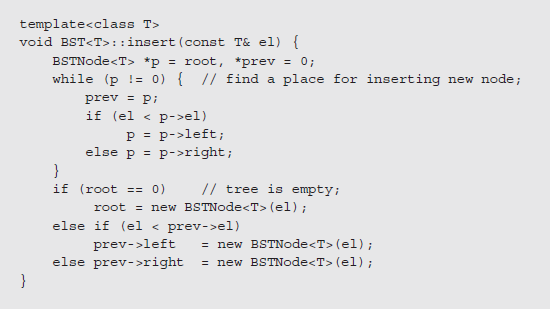 template<class T>
void BST<T>::insert(const T& el) {
    BSTNode<T> *p = root, *prev = 0;
    while (p != 0) {  // find a place for inserting new node;
        prev = p;
        if (el < p->el)
             p = p->left;
        else p = p->right;
    }
    if (root == 0)    // tree is empty;
         root = new BSTNode<T>(el);
    else if (el < prev->el)
         prev->left   = new BSTNode<T>(el);
    else prev->right  = new BSTNode<T>(el);
}